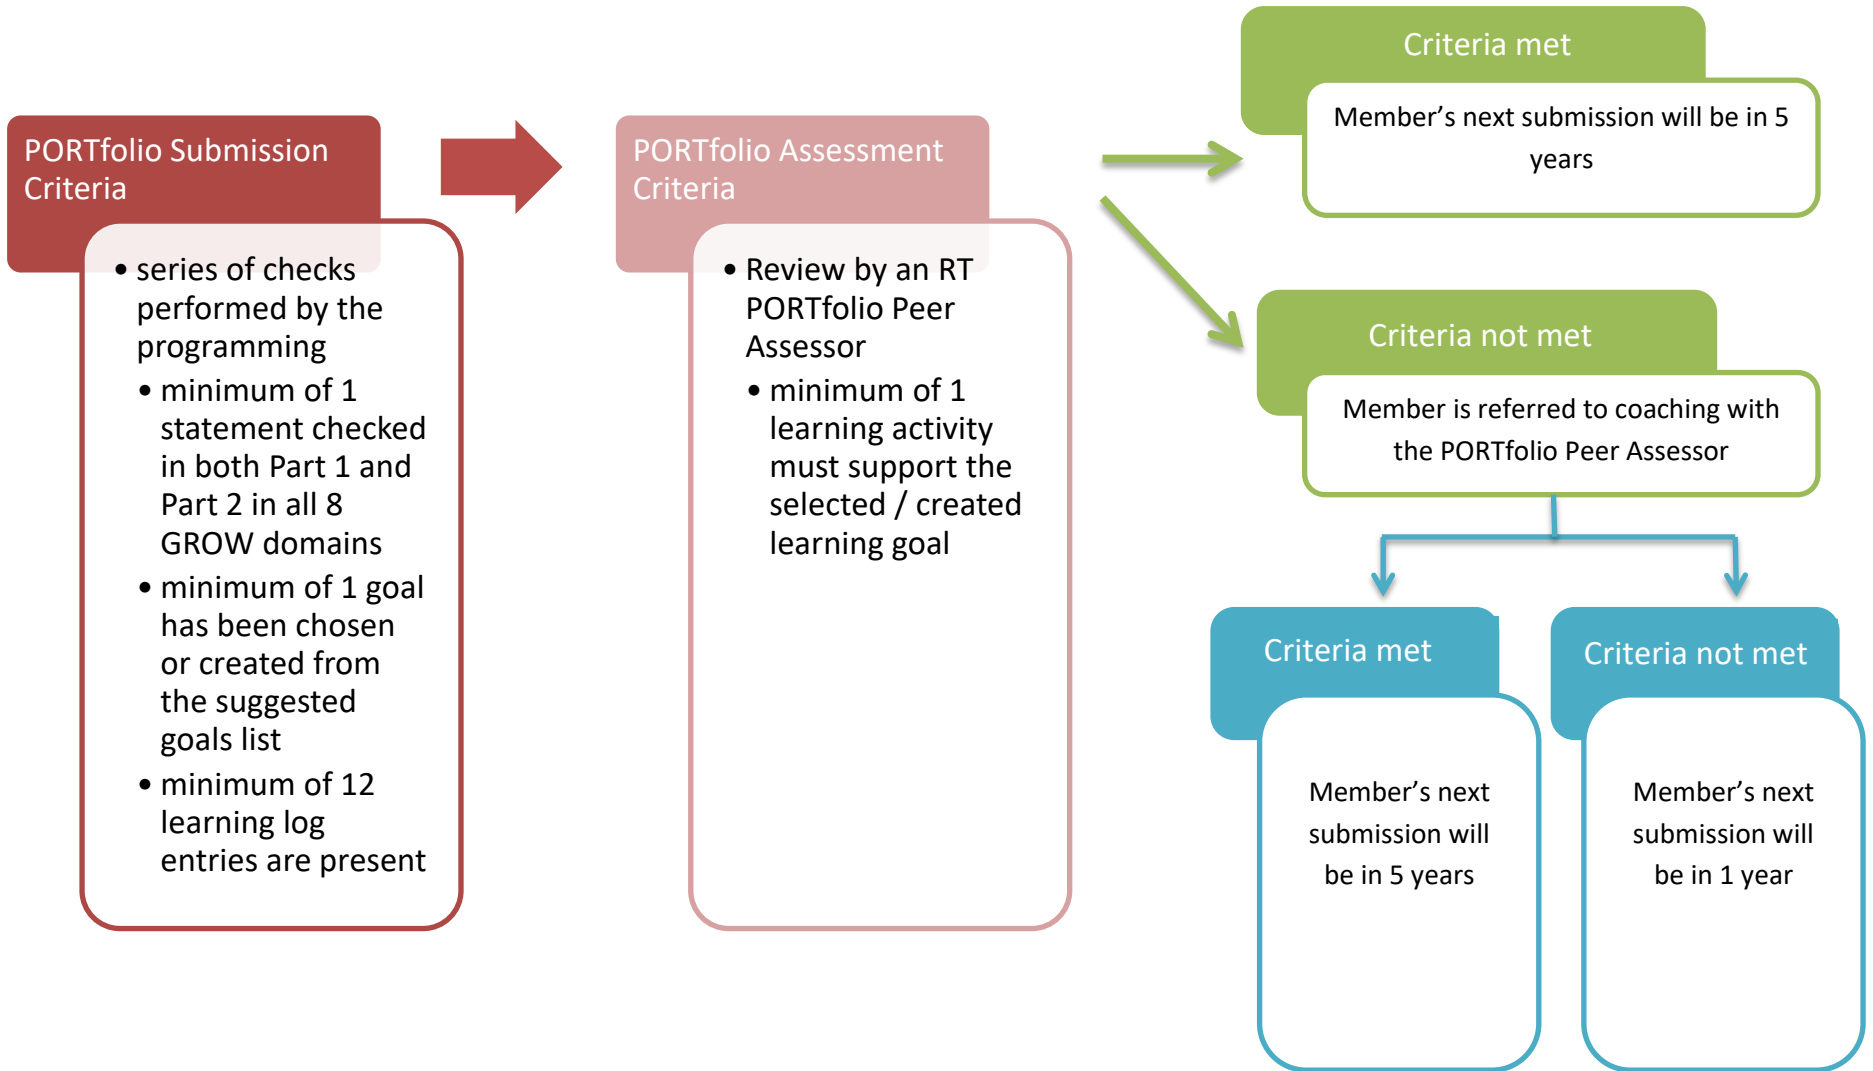 PORTfolio Submission
Criteria
• series of checks
performed by the
programming
• minimum of 1
statement checked
in both Part 1 and
Part 2 in all 8
GROW domains
• minimum of 1 goal
has been chosen
or created from
the suggested
goals list
• minimum of 12
learning log
entries are present
PORTfolio Assessment
Criteria
• Review by an RT
PORTfolio Peer
Assessor
• minimum of 1
learning activity
must support the
selected / created
learning goal
Criteria met
Member’s next submission will be in 5
years
Criteria not met
Member is referred to coaching with
the PORTfolio Peer Assessor
Criteria met
Member’s next
submission will
be in 5 years
Criteria not met
Member’s next
submission will
be in 1 year